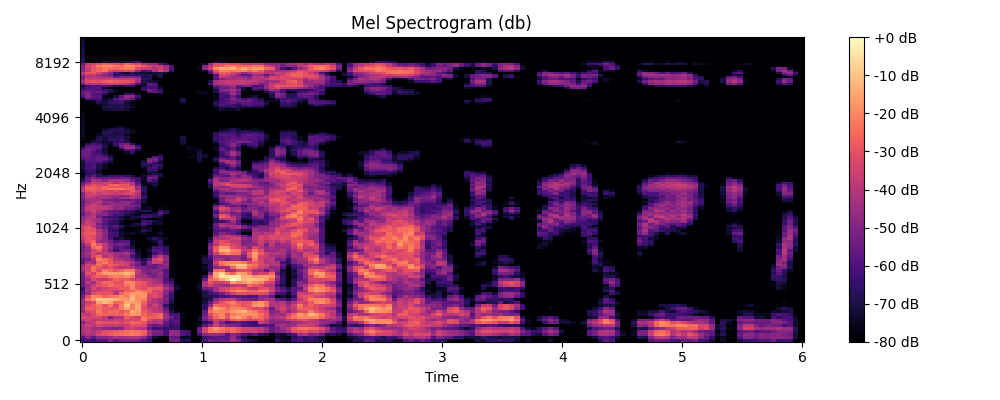 Mel Spectrogram (db)
8192
4096
2048
1024
512
0
Hz
0 1 2 3 4 5 6
Time
+0 dB
-10 dB
-20 dB
-30 dB
-40 dB
-50 dB
-60 dB
-70 dB
-80 dB